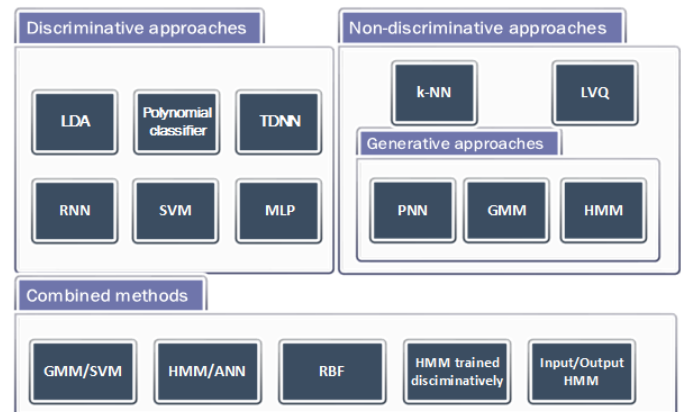 Discriminative approaches
LDA
Polynomial
classifier
TDNN
RNN
SVM
MLP
Non-discriminative approaches
k-NN
LVQ
Generative approaches
PNN
GMM
HMM
Combined methods
GMM/SVM
HMM/ANN
RBF
HMM trained
disciminatively
Input/Output
HMM